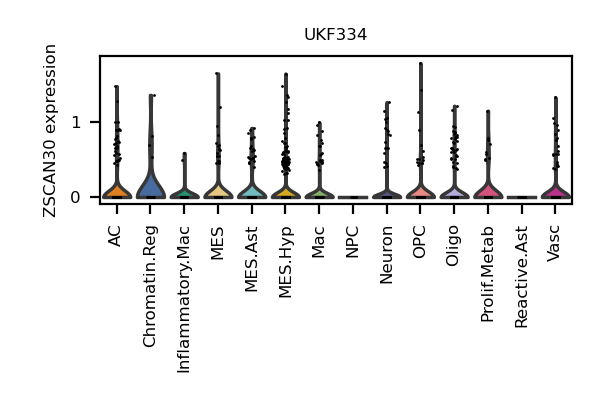 UKF334
ZSCAN30 expression
1
0
AC
Chromatin.Reg
Inflammatory.Mac
MES
MES.Ast
MES.Hyp
Mac
NPC
Neuron
OPC
Oligo
Prolif.Metab
Reactive.Ast
Vasc